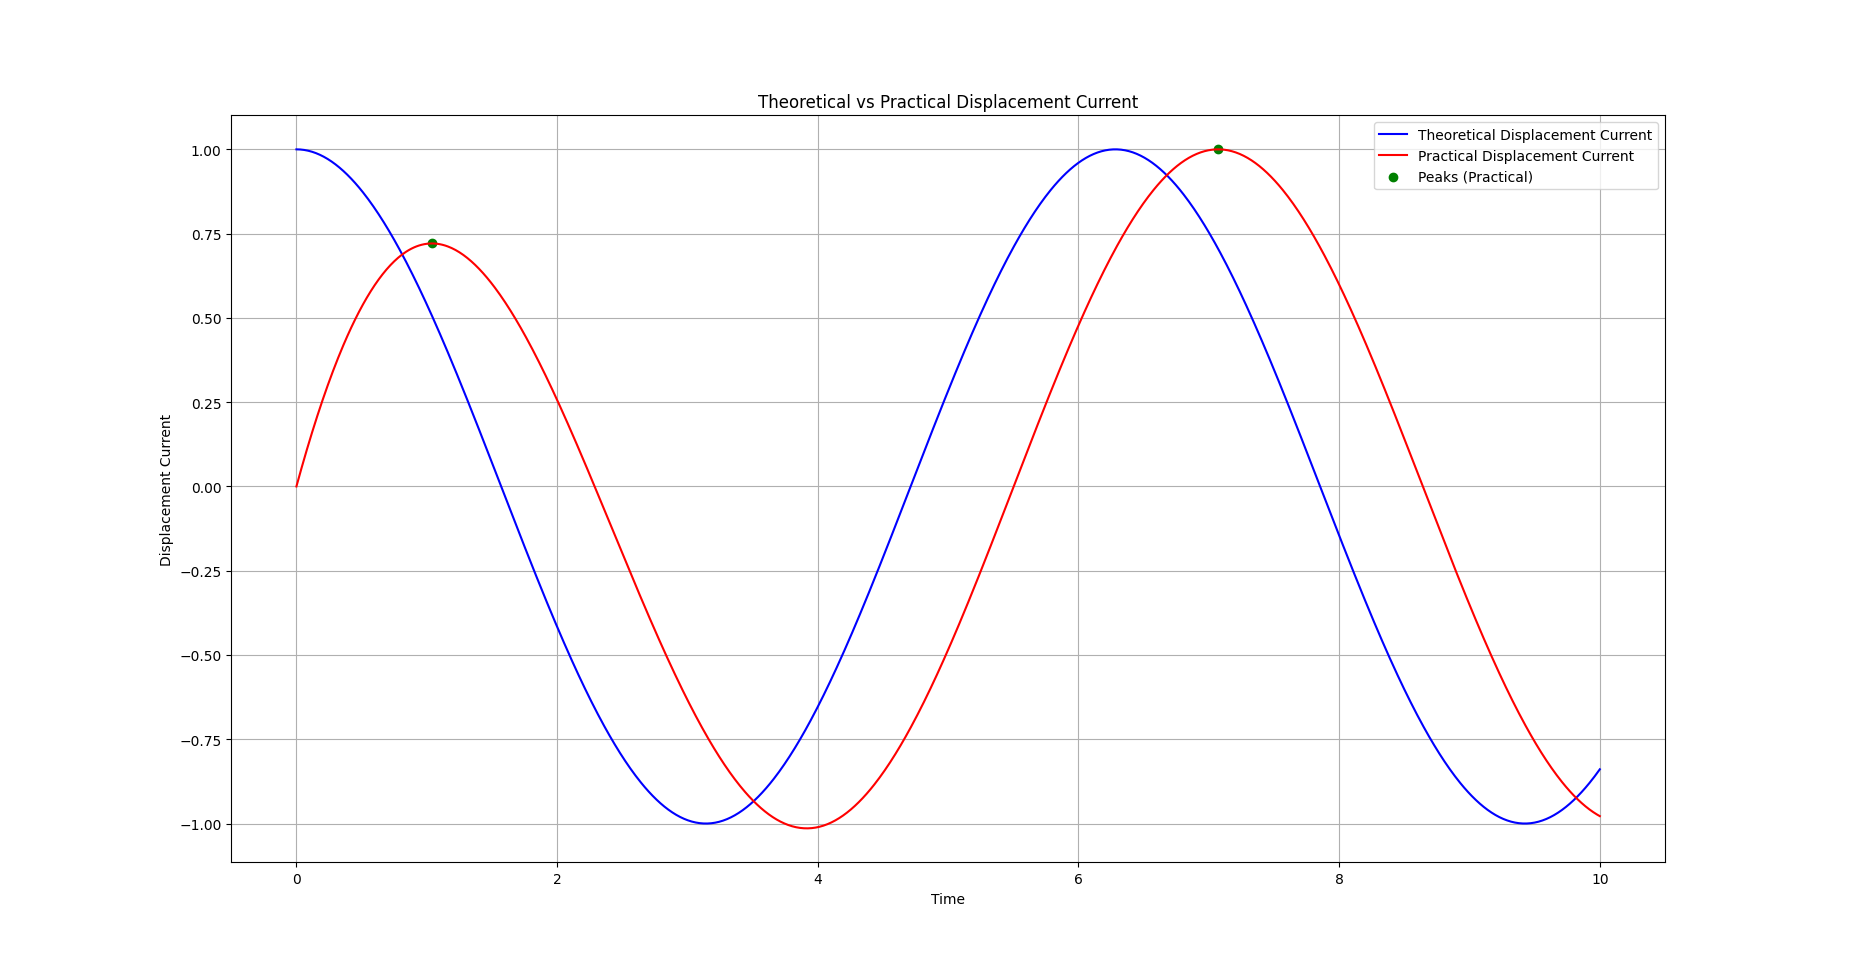 Theoretical vs Practical Displacement Current
Theoretical Displacement Current
Practical Displacement Current
Peaks (Practical)
1.00
0.75
0.50
0.25
0.00
−0.25
−0.50
−0.75
−1.00
Displacement Current
0 2 4 6 8 10
Time